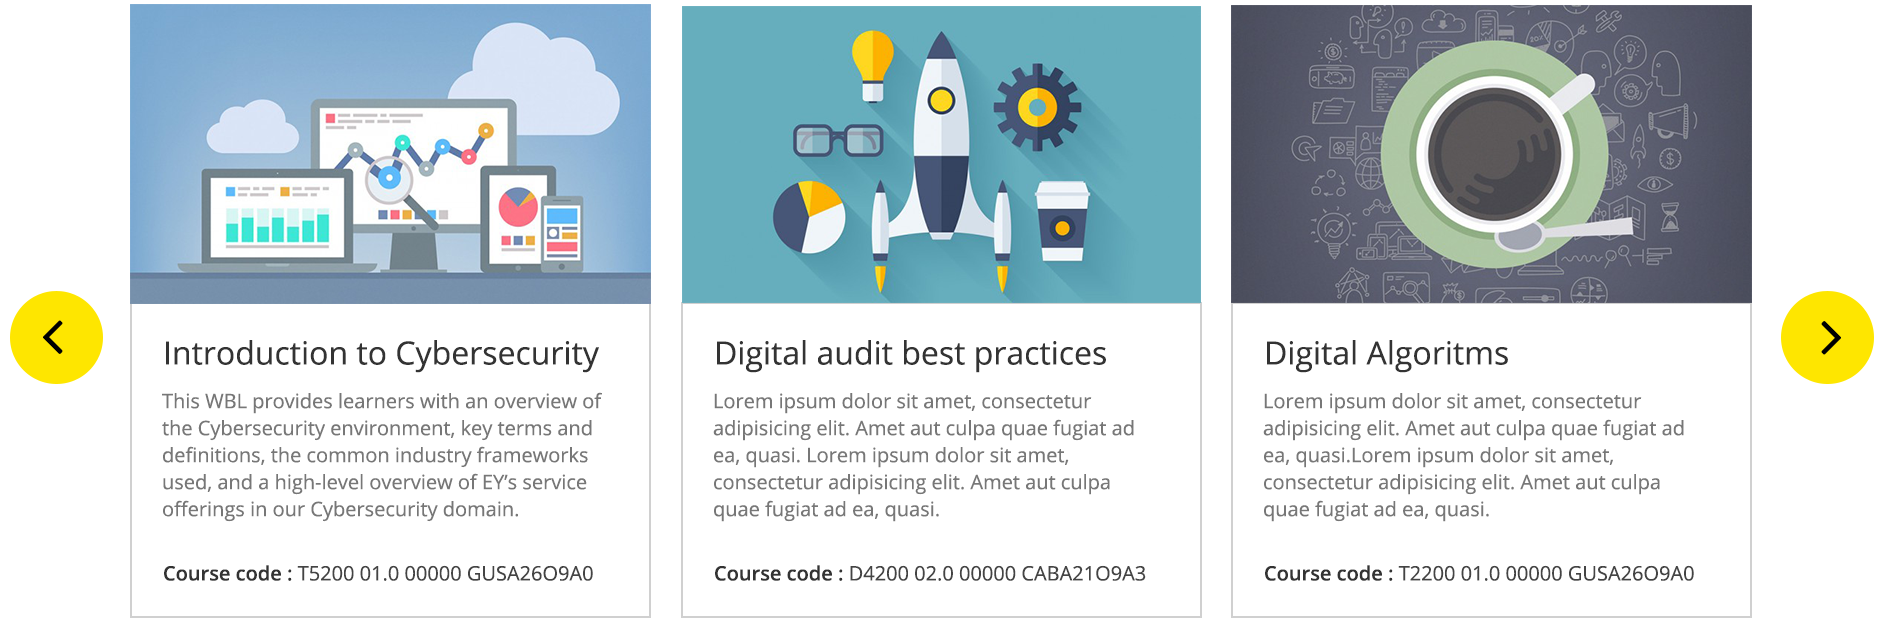 Introduction to Cybersecurity
This WBL provides learners with an overview of
the Cybersecurity environment, key terms and
definitions, the common industry frameworks
used, and a high-level overview of EY’s service
offerings in our Cybersecurity domain.
Course code : T5200 01.0 00000 GUSA26O9A0
Digital audit best practices
Lorem ipsum dolor sit amet, consectetur
adipisicing elit. Amet aut culpa quae fugiat ad
ea, quasi. Lorem ipsum dolor sit amet,
consectetur adipisicing elit. Amet aut culpa
quae fugiat ad ea, quasi.
Course code : D4200 02.0 00000 CABA21O9A3
Digital Algoritms
Lorem ipsum dolor sit amet, consectetur
adipisicing elit. Amet aut culpa quae fugiat ad
ea, quasi.Lorem ipsum dolor sit amet,
consectetur adipisicing elit. Amet aut culpa
quae fugiat ad ea, quasi.
Course code : T2200 01.0 00000 GUSA26O9A0